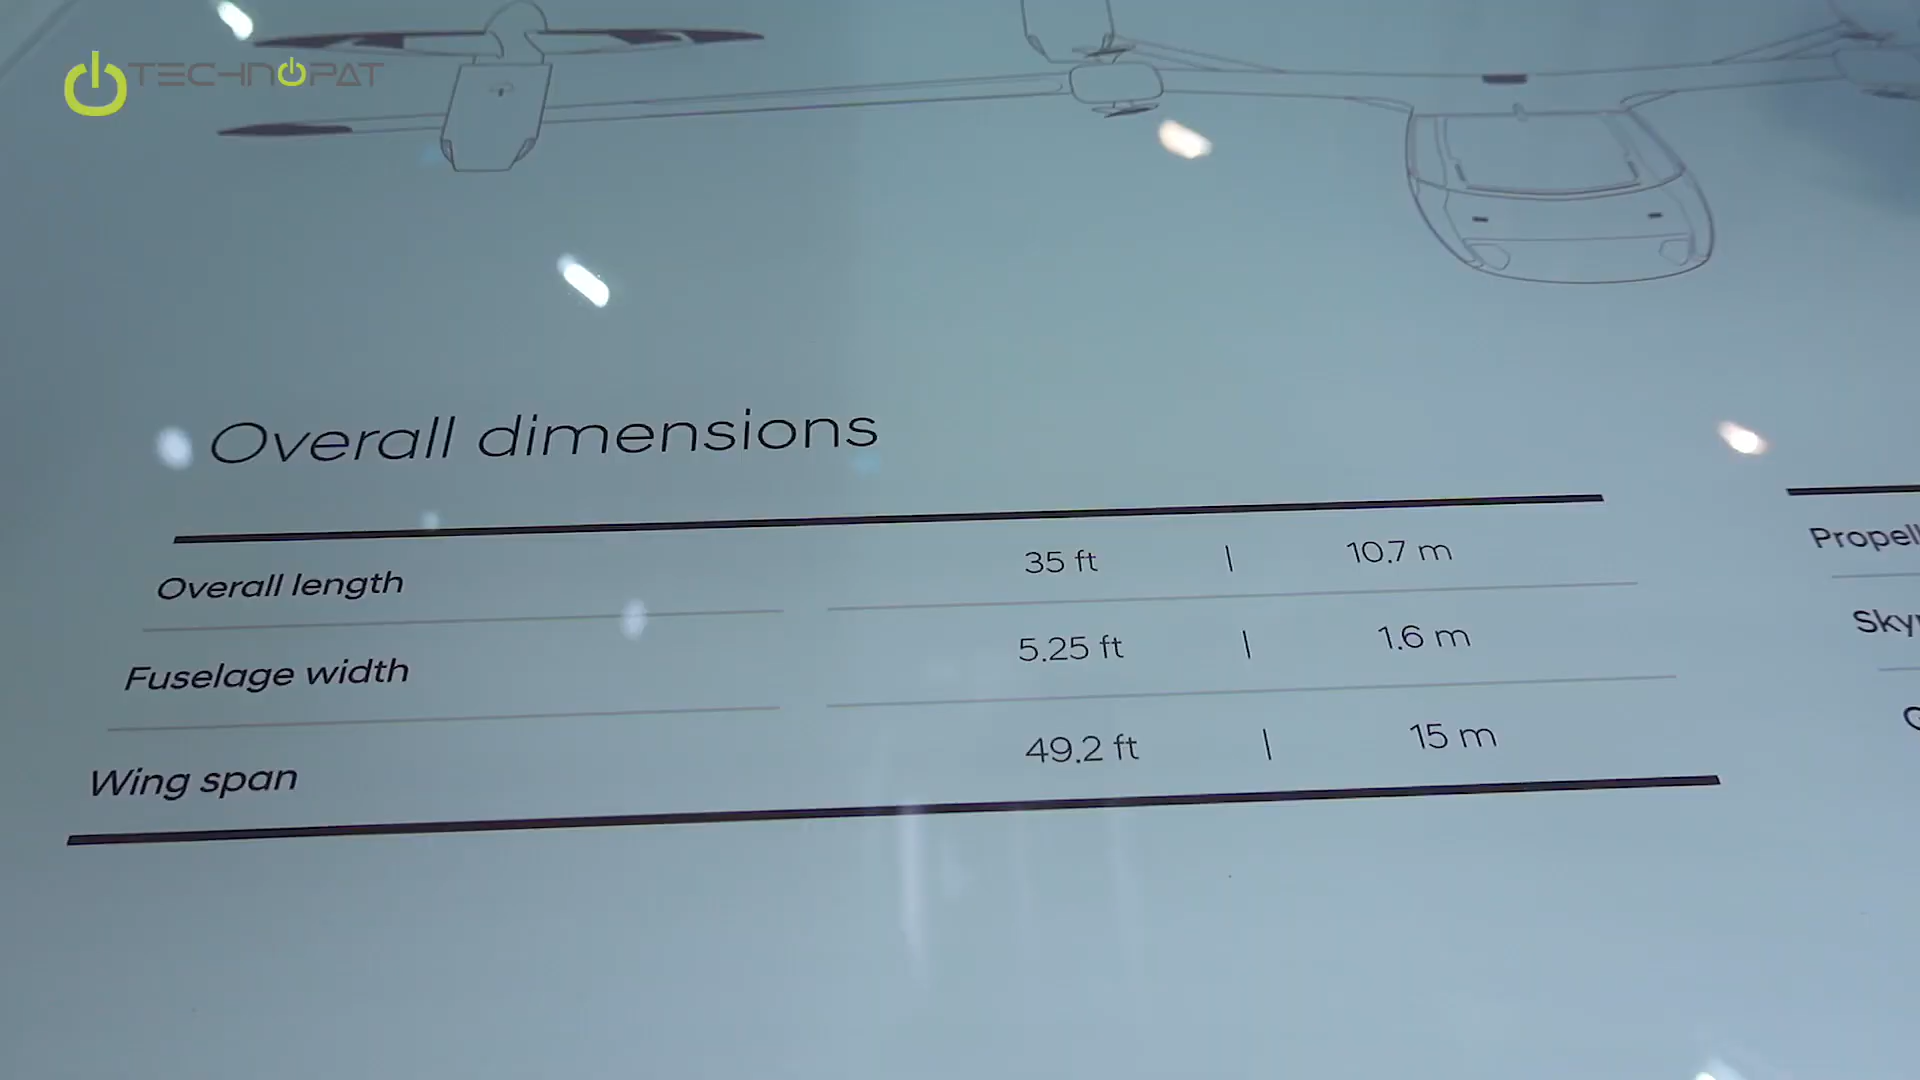 TECHNOPAT
Overall dimensions
Overall length 35 ft | 10.7 m
Fuselage width 5.25 ft | 1.6 m
Wing span 49.2 ft | 15 m